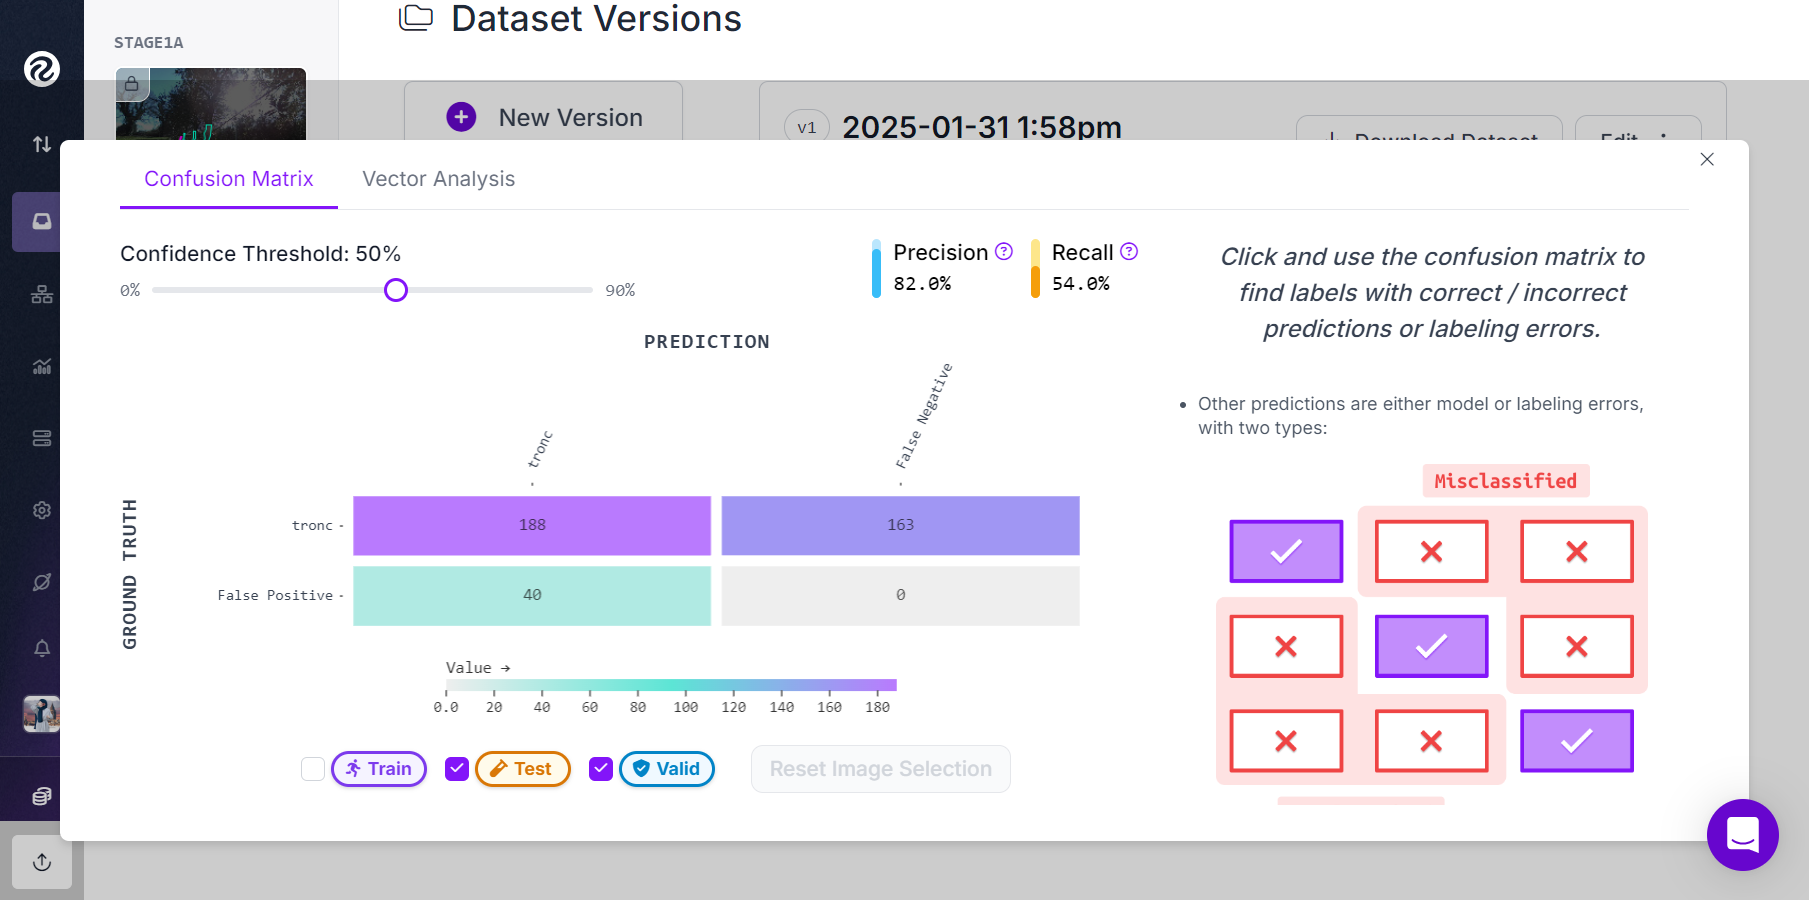 Dataset Versions
STAGE1A
New Version
v1
2025-01-31 1:58pm
Download Dataset
Edit
Confusion Matrix
Vector Analysis
Confidence Threshold: 50%
0%
90%
Precision ?
82.0%
Recall ?
54.0%
PREDICTION
tronc
False Negative
GROUND TRUTH
tronc
188
163
False Positive
40
0
Value →
0.0 20 40 60 80 100 120 140 160 180
Train
Test
Valid
Reset Image Selection
Click and use the confusion matrix to
find labels with correct / incorrect
predictions or labeling errors.
• Other predictions are either model or labeling errors,
with two types:
Misclassified